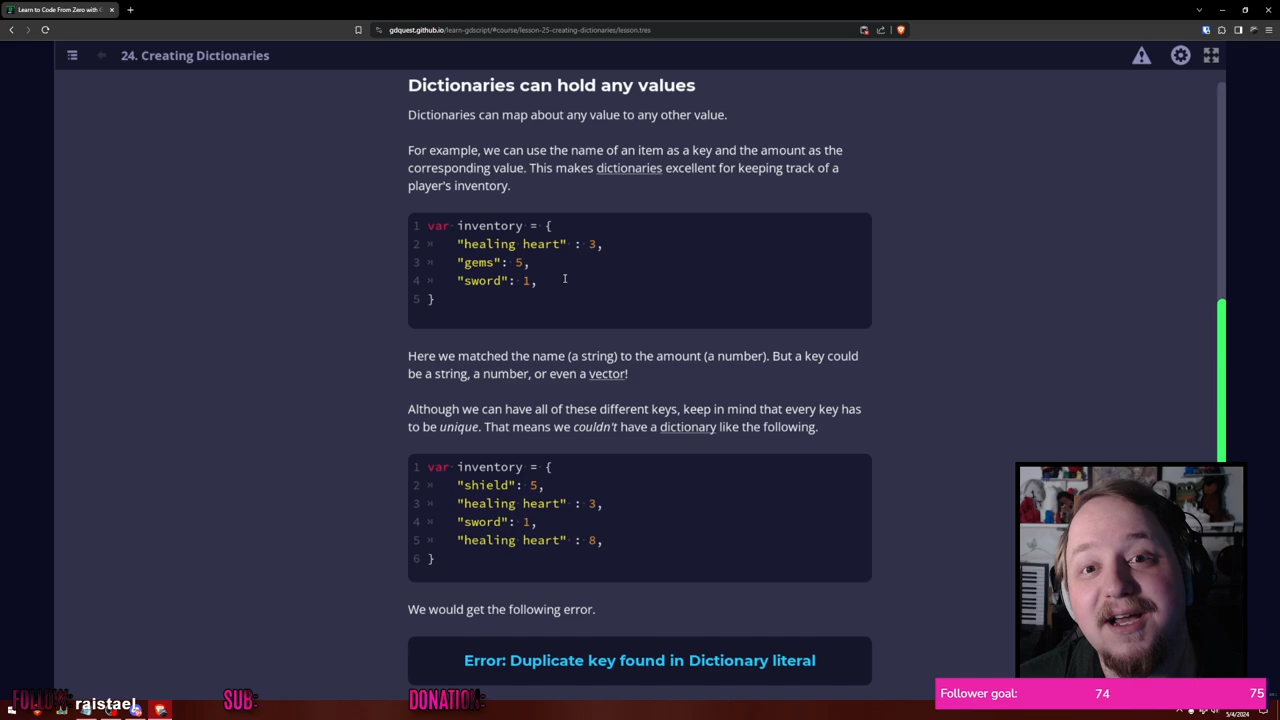 Learn to Code From Zero with
gdquest.github.io/learn-gdscript/#course/lesson-25-creating-dictionaries/lesson.tres
24. Creating Dictionaries
Dictionaries can hold any values
Dictionaries can map about any value to any other value.
For example, we can use the name of an item as a key and the amount as the
corresponding value. This makes dictionaries excellent for keeping track of a
player's inventory.
1 var inventory = {
2 "healing heart" : 3,
3 "gems": 5,
4 "sword": 1,
5 }
Here we matched the name (a string) to the amount (a number). But a key could
be a string, a number, or even a vector!
Although we can have all of these different keys, keep in mind that every key has
to be unique. That means we couldn't have a dictionary like the following.
1 var inventory = {
2 "shield": 5,
3 "healing heart" : 3,
4 "sword": 1,
5 "healing heart" : 8,
6 }
We would get the following error.
Error: Duplicate key found in Dictionary literal
FOLLOW: raistael SUB: DONATION:
Follower goal: 74 75
5/4/2024